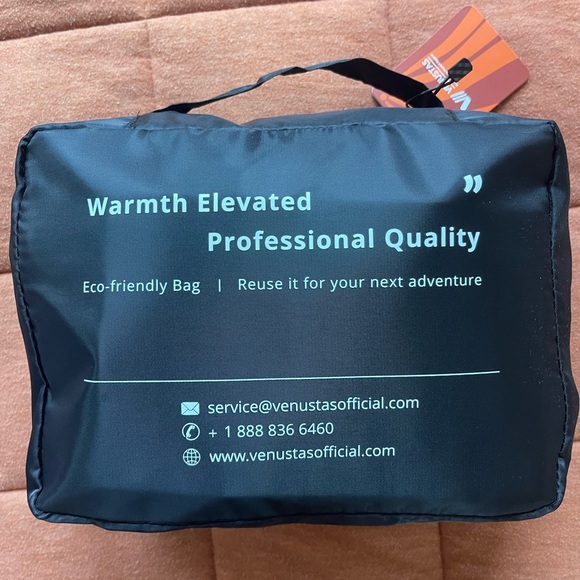 VENUSTAS
Warmth Elevated
Professional Quality
Eco-friendly Bag | Reuse it for your next adventure
service@venustasofficial.com
+ 1 888 836 6460
www.venustasofficial.com